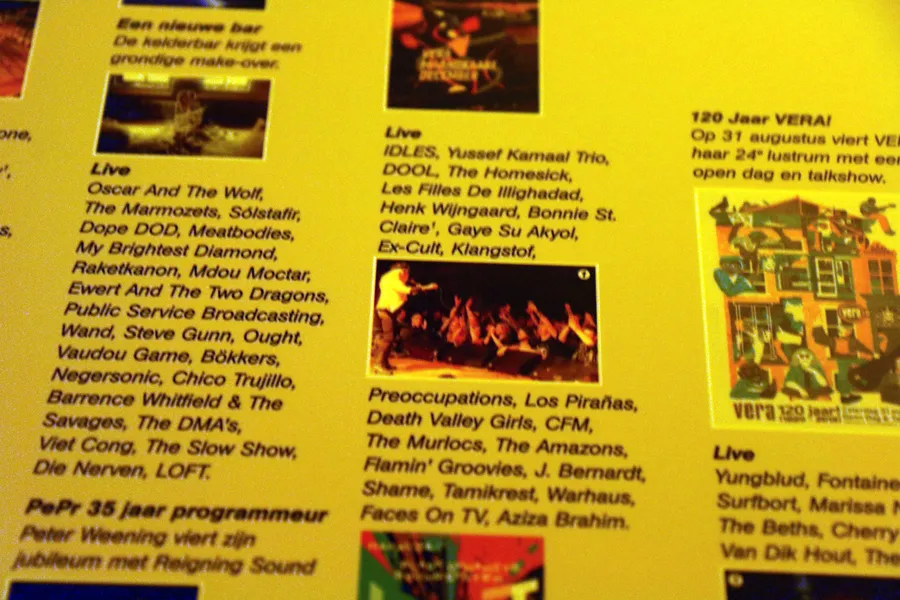 one,
Een nieuwe bar
De kelderbar krijgt een
grondige make-over.
Live
Oscar And The Wolf,
The Marmozets, Sólstafir,
Dope DOD, Meatbodies,
My Brightest Diamond,
Raketkanon, Mdou Moctar,
Ewert And The Two Dragons,
Public Service Broadcasting,
Wand, Steve Gunn, Ought,
Vaudou Game, Bökkers,
Negersonic, Chico Trujillo,
Barrence Whitfield & The
Savages, The DMA's,
Viet Cong, The Slow Show,
Die Nerven, LOFT.
PePr 35 jaar programmeur
Peter Weening viert zijn
jubileum met Reigning Sound
Live
IDLES, Yussef Kamaal Trio,
DOOL, The Homesick,
Les Filles De Illighadad,
Henk Wijngaard, Bonnie St.
Claire', Gaye Su Akyol,
Ex-Cult, Klangstof,
Preoccupations, Los Pirañas,
Death Valley Girls, CFM,
The Murlocs, The Amazons,
Flamin' Groovies, J. Bernardt,
Shame, Tamikrest, Warhaus,
Faces On TV, Aziza Brahim.
120 Jaar VERA!
Op 31 augustus viert VE
haar 24e lustrum met een
open dag en talkshow.
vera 120 jaar!
Live
Yungblud, Fontaine
Surfbort, Marissa N
The Beths, Cherry
Van Dik Hout, The